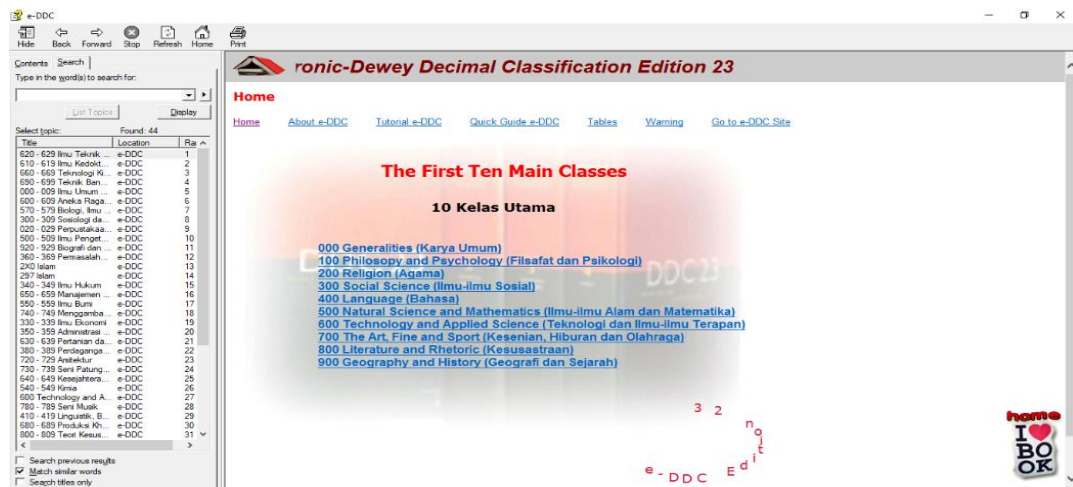 e-DDC
Hide Back Forward Stop Refresh Home Print
Contents Search
Type in the word(s) to search for:
List Topics Display
Select topic: Found: 44
Title Location Ra
620 - 629 Ilmu Teknik ... e-DDC 1
610 - 619 Ilmu Kedokt... e-DDC 2
660 - 669 Teknologi Ki... e-DDC 3
690 - 699 Teknik Ban... e-DDC 4
000 - 009 Ilmu Umum ... e-DDC 5
600 - 609 Aneka Raga... e-DDC 6
570 - 579 Biologi, Ilmu ... e-DDC 7
300 - 309 Sosiologi da... e-DDC 8
020 - 029 Perpustakaa... e-DDC 9
500 - 509 Ilmu Penget... e-DDC 10
920 - 929 Biografi dan ... e-DDC 11
360 - 369 Permasalah... e-DDC 12
2X0 Islam e-DDC 13
297 Islam e-DDC 14
340 - 349 Ilmu Hukum e-DDC 15
650 - 659 Manajemen ... e-DDC 16
550 - 559 Ilmu Bumi e-DDC 17
740 - 749 Menggamba... e-DDC 18
330 - 339 Ilmu Ekonomi e-DDC 19
350 - 359 Administrasi ... e-DDC 20
630 - 639 Pertanian da... e-DDC 21
380 - 389 Perdaganga... e-DDC 22
720 - 729 Arsitektur e-DDC 23
730 - 739 Seni Patung... e-DDC 24
640 - 649 Kesejahtera... e-DDC 25
540 - 549 Kimia e-DDC 26
600 Technology and A... e-DDC 27
780 - 789 Seni Musik e-DDC 28
410 - 419 Linguistik, B... e-DDC 29
680 - 689 Produksi Kh... e-DDC 30
800 - 809 Teori Kesus... e-DDC 31
Search previous results
Match similar words
Search titles only
ronic-Dewey Decimal Classification Edition 23
Home
Home About e-DDC Tutorial e-DDC Quick Guide e-DDC Tables Warning Go to e-DDC Site
The First Ten Main Classes
10 Kelas Utama
000 Generalities (Karya Umum)
100 Philosopy and Psychology (Filsafat dan Psikologi)
200 Religion (Agama)
300 Social Science (Ilmu-ilmu Sosial)
400 Language (Bahasa)
500 Natural Science and Mathematics (Ilmu-ilmu Alam dan Matematika)
600 Technology and Applied Science (Teknologi dan Ilmu-ilmu Terapan)
700 The Art, Fine and Sport (Kesenian, Hiburan dan Olahraga)
800 Literature and Rhetoric (Kesusastraan)
900 Geography and History (Geografi dan Sejarah)
DDC 23
e-DDC Edition 23
home
I
BO
OK